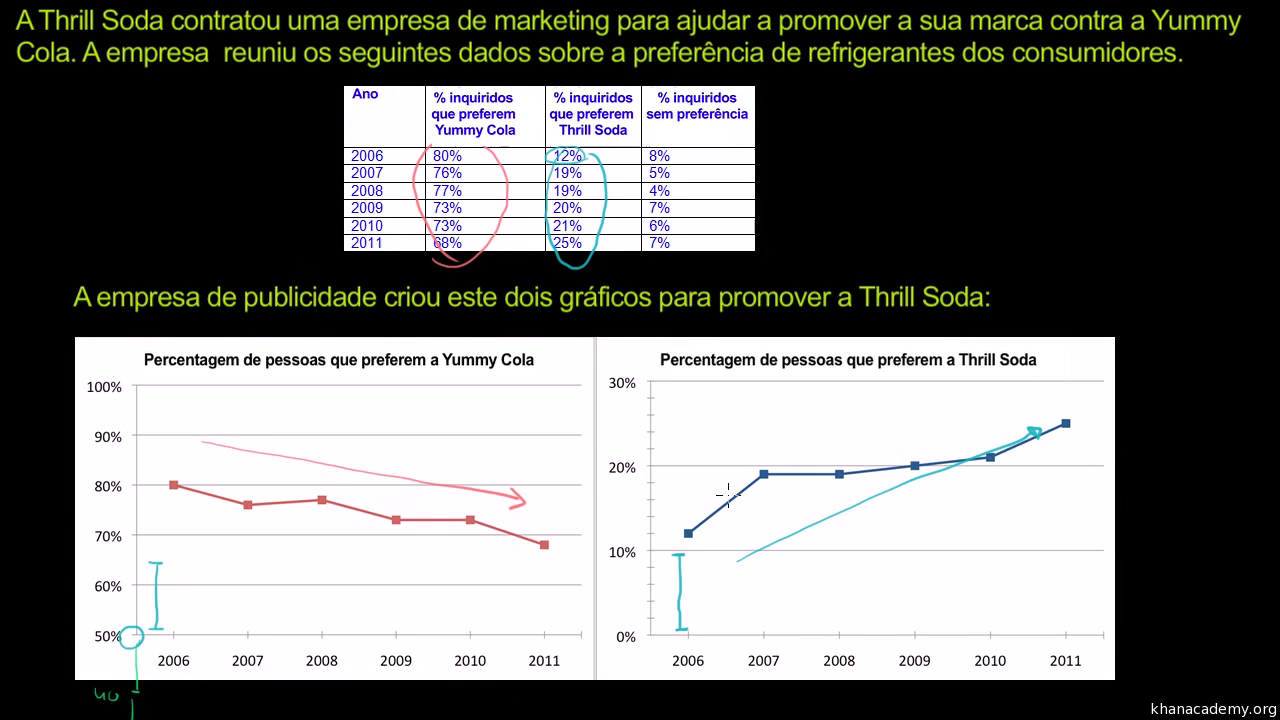 A Thrill Soda contratou uma empresa de marketing para ajudar a promover a sua marca contra a Yummy
Cola. A empresa reuniu os seguintes dados sobre a preferência de refrigerantes dos consumidores.
Ano % inquiridos que preferem Yummy Cola % inquiridos que preferem Thrill Soda % inquiridos sem preferência
2006 80% 12% 8%
2007 76% 19% 5%
2008 77% 19% 4%
2009 73% 20% 7%
2010 73% 21% 6%
2011 68% 25% 7%
A empresa de publicidade criou este dois gráficos para promover a Thrill Soda:
Percentagem de pessoas que preferem a Yummy Cola
100%
90%
80%
70%
60%
50%
2006 2007 2008 2009 2010 2011
40
Percentagem de pessoas que preferem a Thrill Soda
30%
20%
10%
0%
2006 2007 2008 2009 2010 2011
khanacademy.org